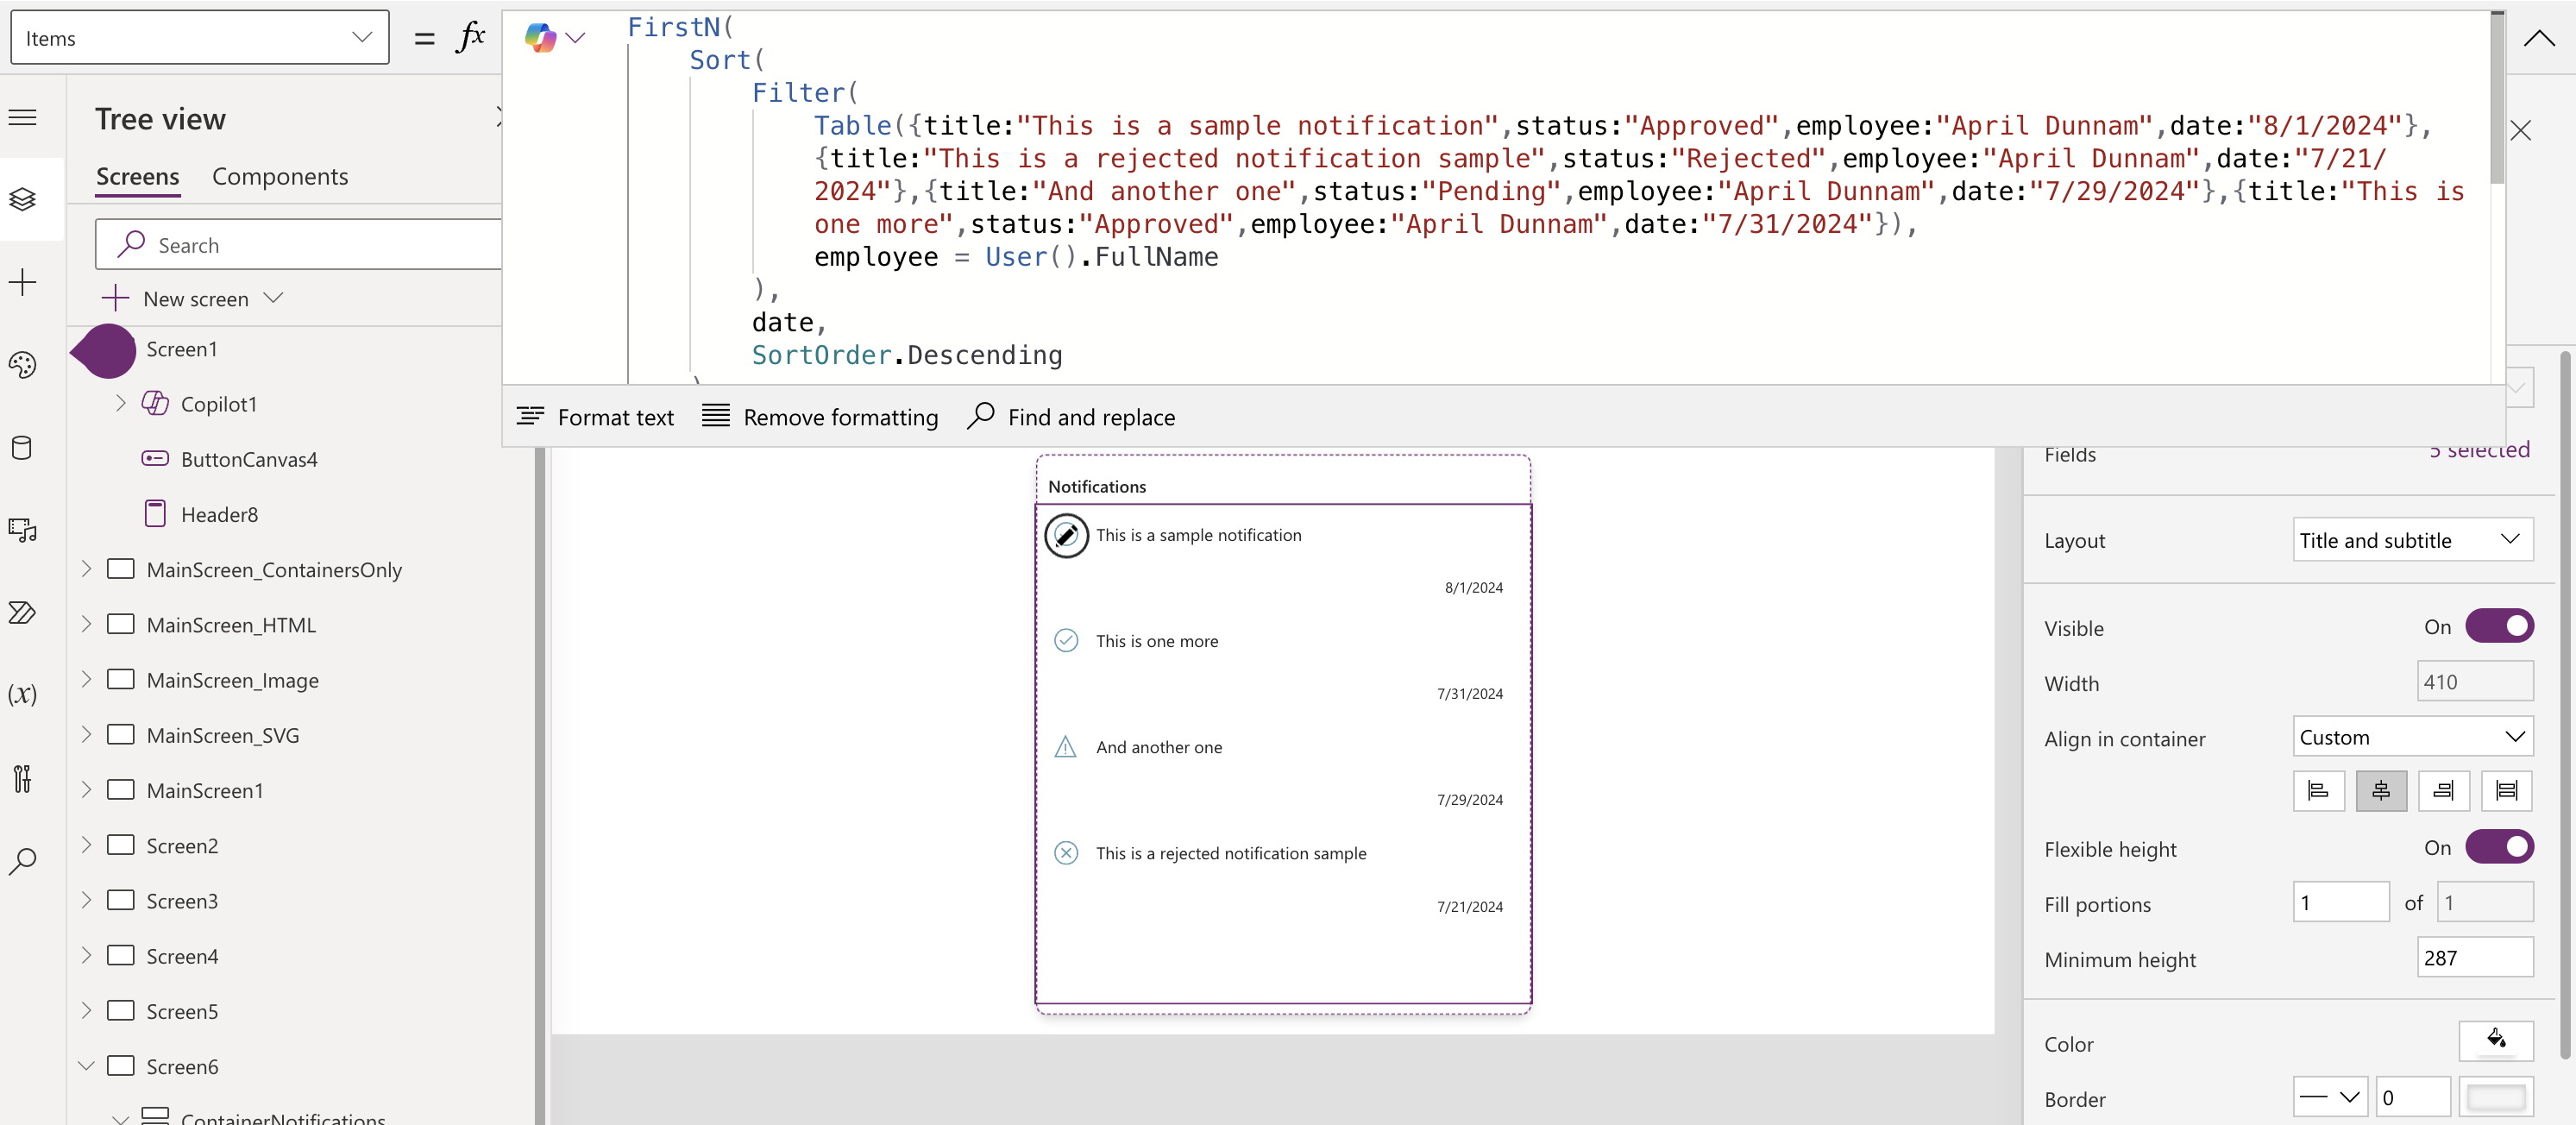 Items
= fx
FirstN(
Sort(
Filter(
Table({title:"This is a sample notification",status:"Approved",employee:"April Dunnam",date:"8/1/2024"},
{title:"This is a rejected notification sample",status:"Rejected",employee:"April Dunnam",date:"7/21/
2024"},{title:"And another one",status:"Pending",employee:"April Dunnam",date:"7/29/2024"},{title:"This is
one more",status:"Approved",employee:"April Dunnam",date:"7/31/2024"}),
employee = User().FullName
),
date,
SortOrder.Descending
)
Format text
Remove formatting
Find and replace
Tree view
Screens
Components
Search
New screen
Screen1
Copilot1
ButtonCanvas4
Header8
MainScreen_ContainersOnly
MainScreen_HTML
MainScreen_Image
MainScreen_SVG
MainScreen1
Screen2
Screen3
Screen4
Screen5
Screen6
ContainerNotifications
(x)
Notifications
This is a sample notification
8/1/2024
This is one more
7/31/2024
And another one
7/29/2024
This is a rejected notification sample
7/21/2024
Fields
5 selected
Layout
Title and subtitle
Visible
On
Width
410
Align in container
Custom
Flexible height
On
Fill portions
1 of 1
Minimum height
287
Color
Border
0